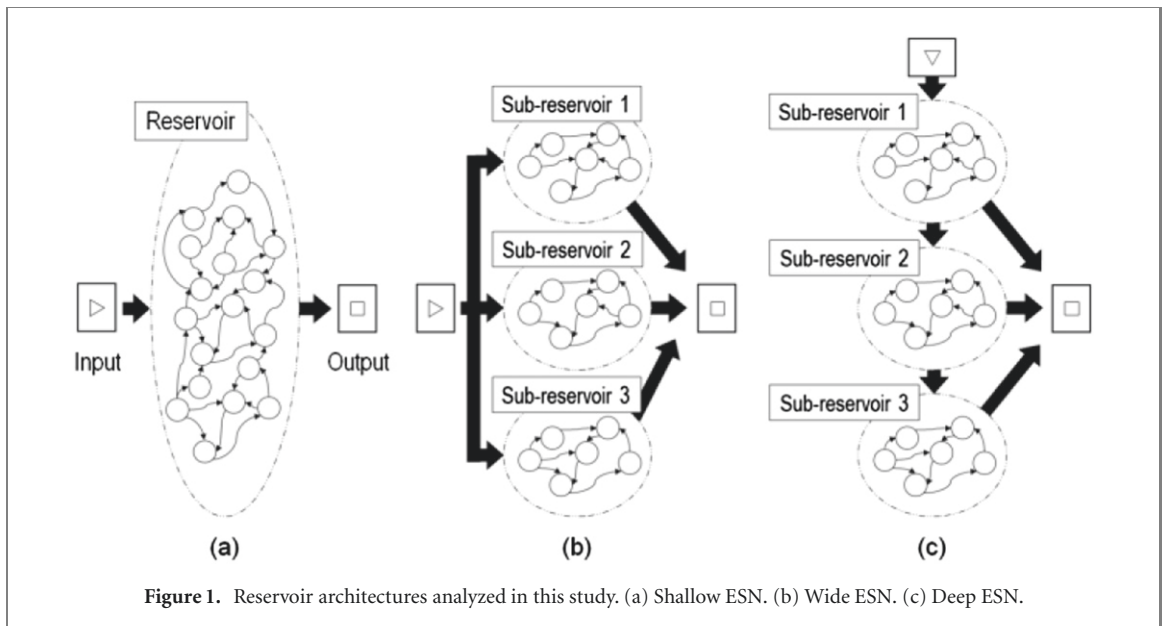 Reservoir
Input
Output
(a)
Sub-reservoir 1
Sub-reservoir 2
Sub-reservoir 3
(b)
Sub-reservoir 1
Sub-reservoir 2
Sub-reservoir 3
(c)
Figure 1. Reservoir architectures analyzed in this study. (a) Shallow ESN. (b) Wide ESN. (c) Deep ESN.